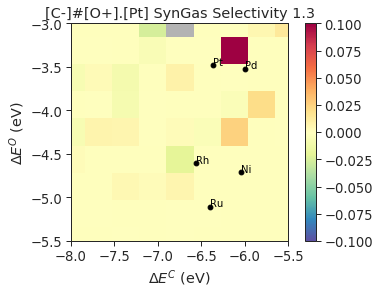 [C-]#[O+].[Pt] SynGas Selectivity 1.3
−3.0
−3.5
−4.0
−4.5
−5.0
−5.5
ΔE^O (eV)
Pt
Pd
Rh
Ni
Ru
−8.0 −7.5 −7.0 −6.5 −6.0 −5.5
ΔE^C (eV)
0.100
0.075
0.050
0.025
0.000
−0.025
−0.050
−0.075
−0.100